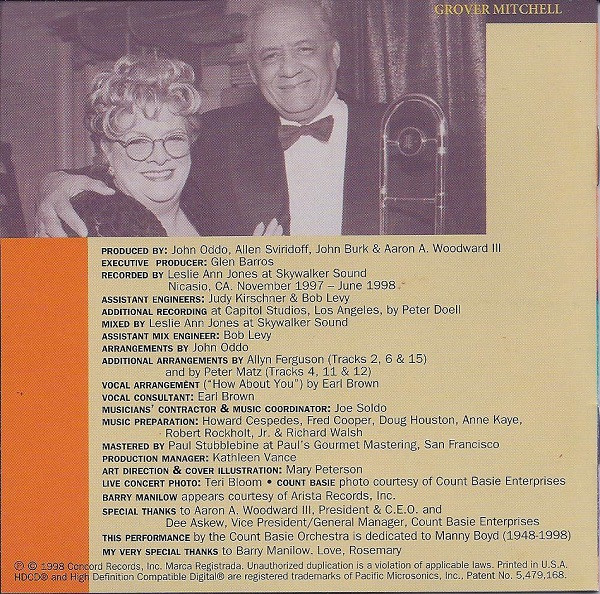 GROVER MITCHELL
PRODUCED BY: John Oddo, Allen Sviridoff, John Burk & Aaron A. Woodward III
EXECUTIVE PRODUCER: Glen Barros
RECORDED BY Leslie Ann Jones at Skywalker Sound
Nicasio, CA. November 1997 – June 1998
ASSISTANT ENGINEERS: Judy Kirschner & Bob Levy
ADDITIONAL RECORDING at Capitol Studios, Los Angeles, by Peter Doell
MIXED BY Leslie Ann Jones at Skywalker Sound
ASSISTANT MIX ENGINEER: Bob Levy
ARRANGEMENTS BY John Oddo
ADDITIONAL ARRANGEMENTS BY Allyn Ferguson (Tracks 2, 6 & 15)
and by Peter Matz (Tracks 4, 11 & 12)
VOCAL ARRANGEMENT ("How About You") by Earl Brown
VOCAL CONSULTANT: Earl Brown
MUSICIANS' CONTRACTOR & MUSIC COORDINATOR: Joe Soldo
MUSIC PREPARATION: Howard Cespedes, Fred Cooper, Doug Houston, Anne Kaye,
Robert Rockholt, Jr. & Richard Walsh
MASTERED BY Paul Stubblebine at Paul's Gourmet Mastering, San Francisco
PRODUCTION MANAGER: Kathleen Vance
ART DIRECTION & COVER ILLUSTRATION: Mary Peterson
LIVE CONCERT PHOTO: Teri Bloom • COUNT BASIE photo courtesy of Count Basie Enterprises
BARRY MANILOW appears courtesy of Arista Records, Inc.
SPECIAL THANKS to Aaron A. Woodward III, President & C.E.O. and
Dee Askew, Vice President/General Manager, Count Basie Enterprises
THIS PERFORMANCE by the Count Basie Orchestra is dedicated to Manny Boyd (1948-1998)
MY VERY SPECIAL THANKS to Barry Manilow. Love, Rosemary
℗ © 1998 Concord Records, Inc. Marca Registrada. Unauthorized duplication is a violation of applicable laws. Printed in U.S.A.
HDCD® and High Definition Compatible Digital® are registered trademarks of Pacific Microsonics, Inc., Patent No. 5,479,168.